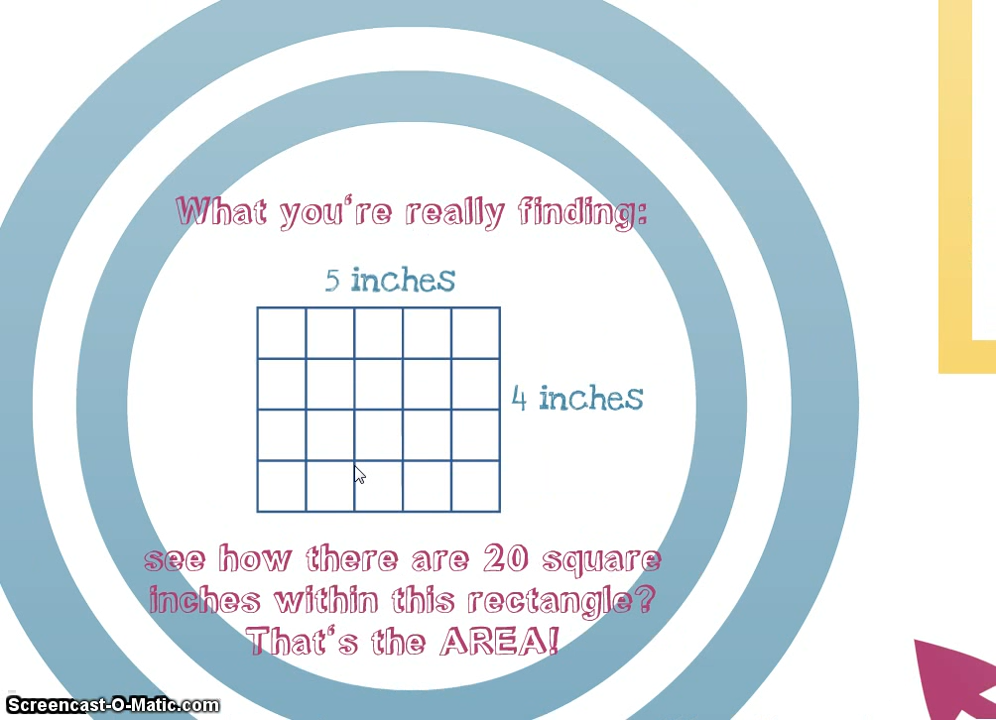 What you're really finding:
5 inches
4 inches
see how there are 20 square
inches within this rectangle?
That's the AREA!
Screencast-O-Matic.com